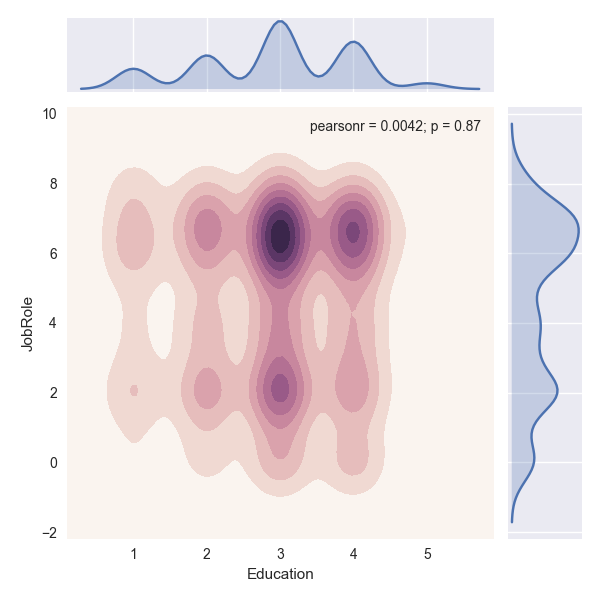 pearsonr = 0.0042; p = 0.87
10
8
6
4
2
0
−2
JobRole
1 2 3 4 5
Education